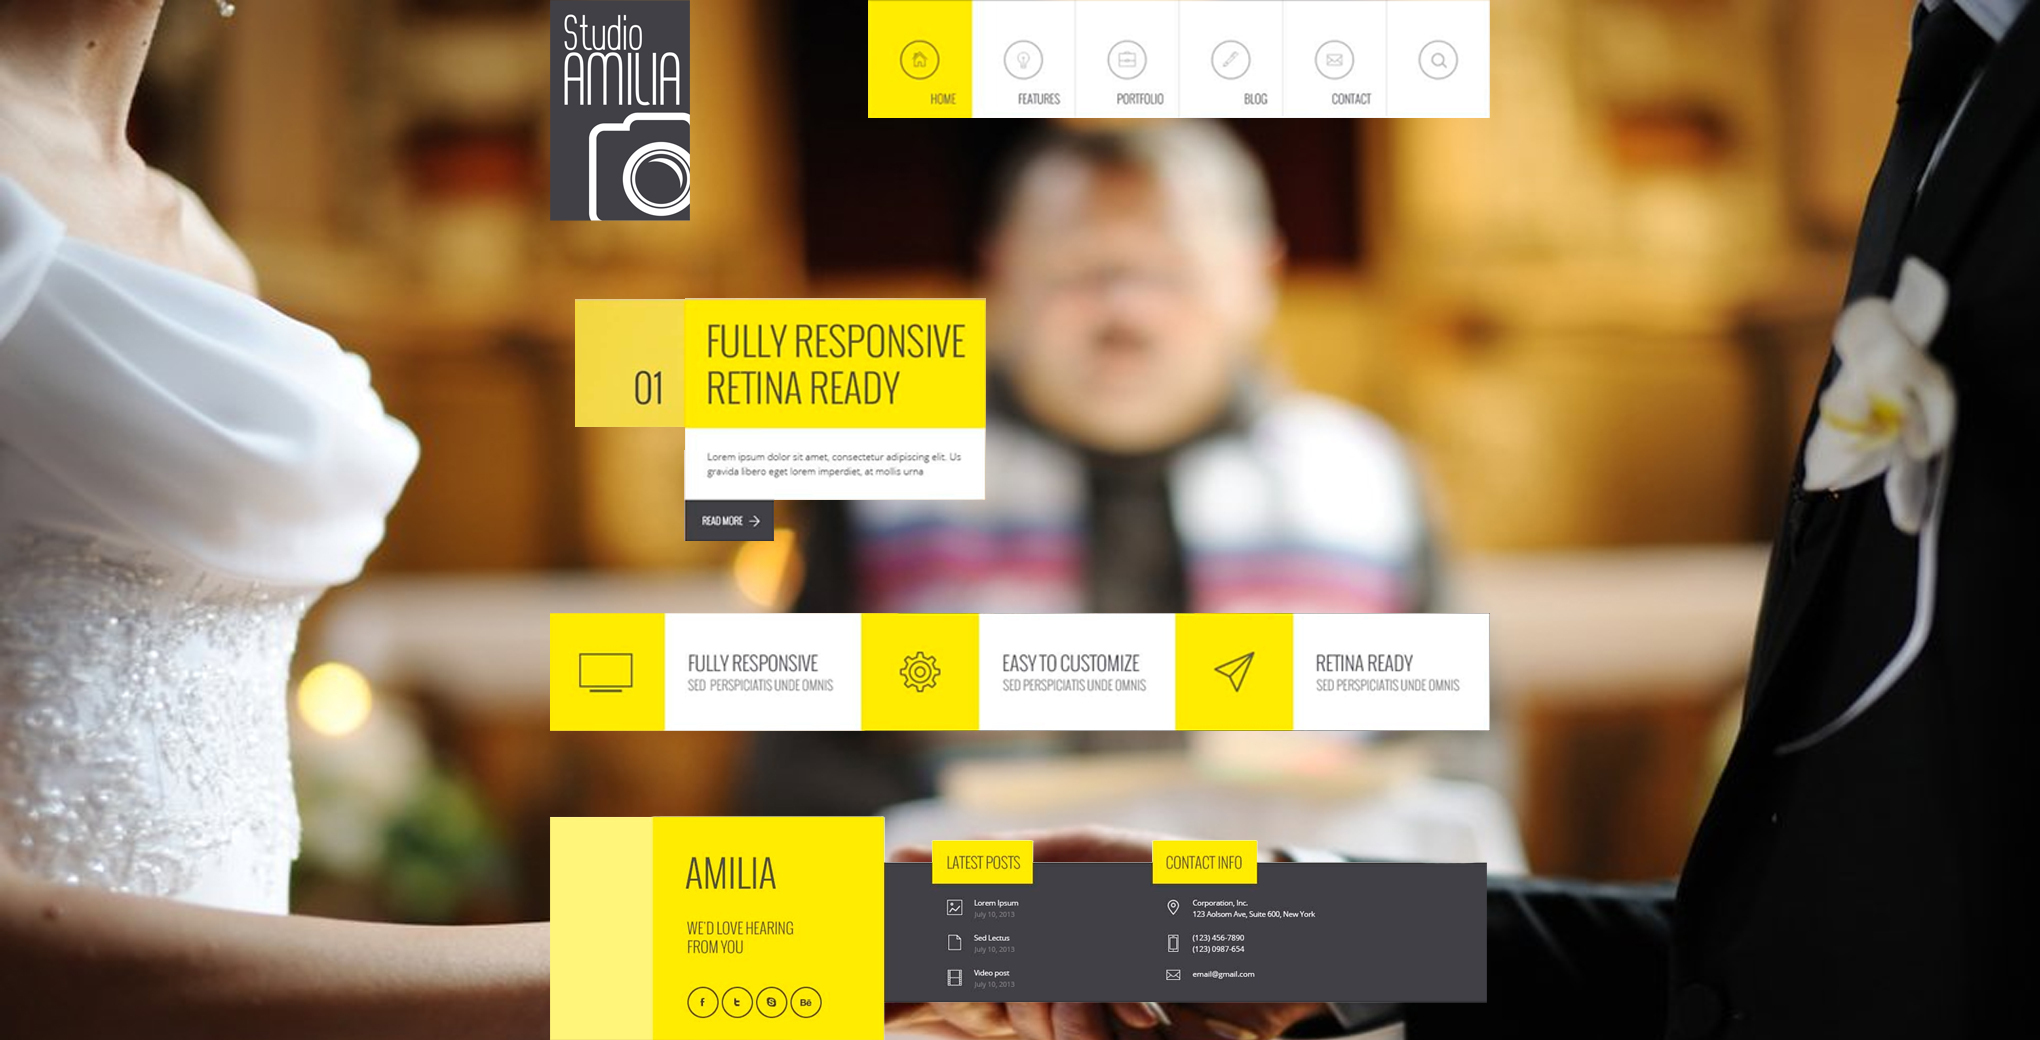 Studio
AMILIA
HOME
FEATURES
PORTFOLIO
BLOG
CONTACT
01
FULLY RESPONSIVE
RETINA READY
Lorem ipsum dolor sit amet, consectetur adipiscing elit. Us
gravida libero eget lorem imperdiet, at mollis urna
READ MORE
FULLY RESPONSIVE
SED PERSPICIATIS UNDE OMNIS
EASY TO CUSTOMIZE
SED PERSPICIATIS UNDE OMNIS
RETINA READY
SED PERSPICIATIS UNDE OMNIS
AMILIA
WE'D LOVE HEARING
FROM YOU
f
t
S
Bē
LATEST POSTS
Lorem Ipsum
July 10, 2013
Sed Lectus
July 10, 2013
Video post
July 10, 2013
CONTACT INFO
Corporation, Inc.
123 Aolsom Ave, Suite 600, New York
(123) 456-7890
(123) 0987-654
email@gmail.com